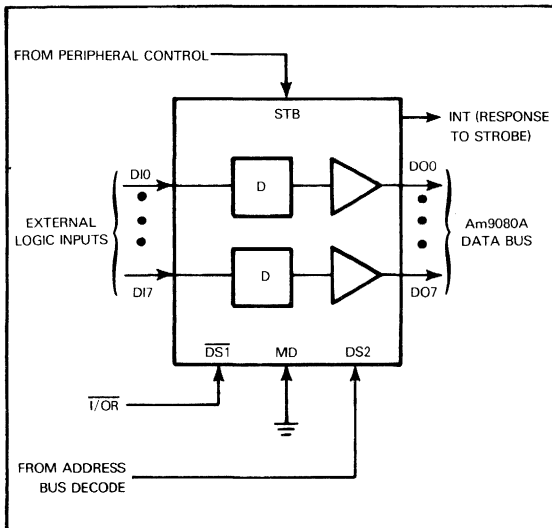 FROM PERIPHERAL CONTROL
STB
INT (RESPONSE
TO STROBE)
DI0
DO0
D
EXTERNAL
LOGIC INPUTS
Am9080A
DATA BUS
D
DI7
DO7
DS1
MD
DS2
I/OR
FROM ADDRESS
BUS DECODE